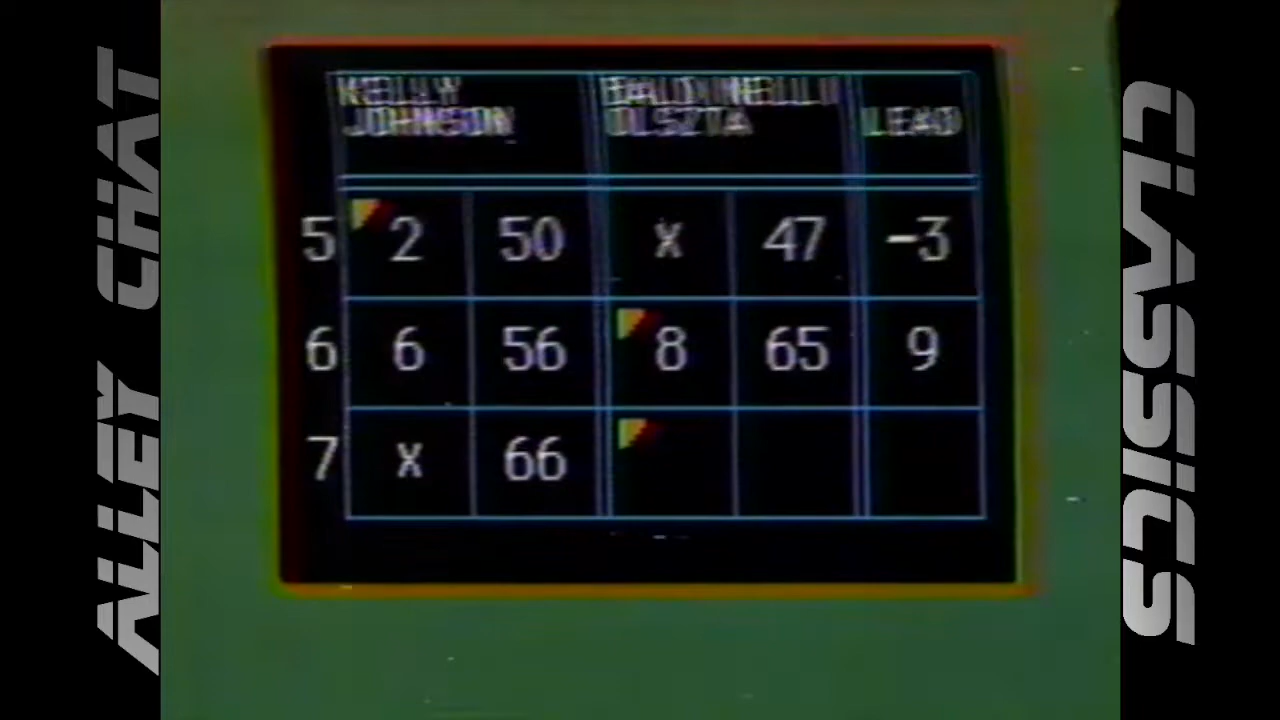 ALLEY CHAT
KELLY
JOHNSON
OLSZTA
LEAD
5 2 50 x 47 -3
6 6 56 8 65 9
7 x 66
CLASSICS